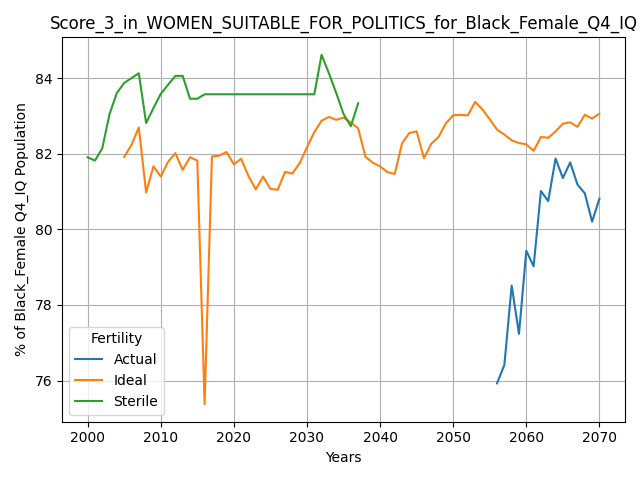 Score_3_in_WOMEN_SUITABLE_FOR_POLITICS_for_Black_Female_Q4_IQ
% of Black_Female Q4_IQ Population
84
82
80
78
76
Fertility
Actual
Ideal
Sterile
2000 2010 2020 2030 2040 2050 2060 2070
Years